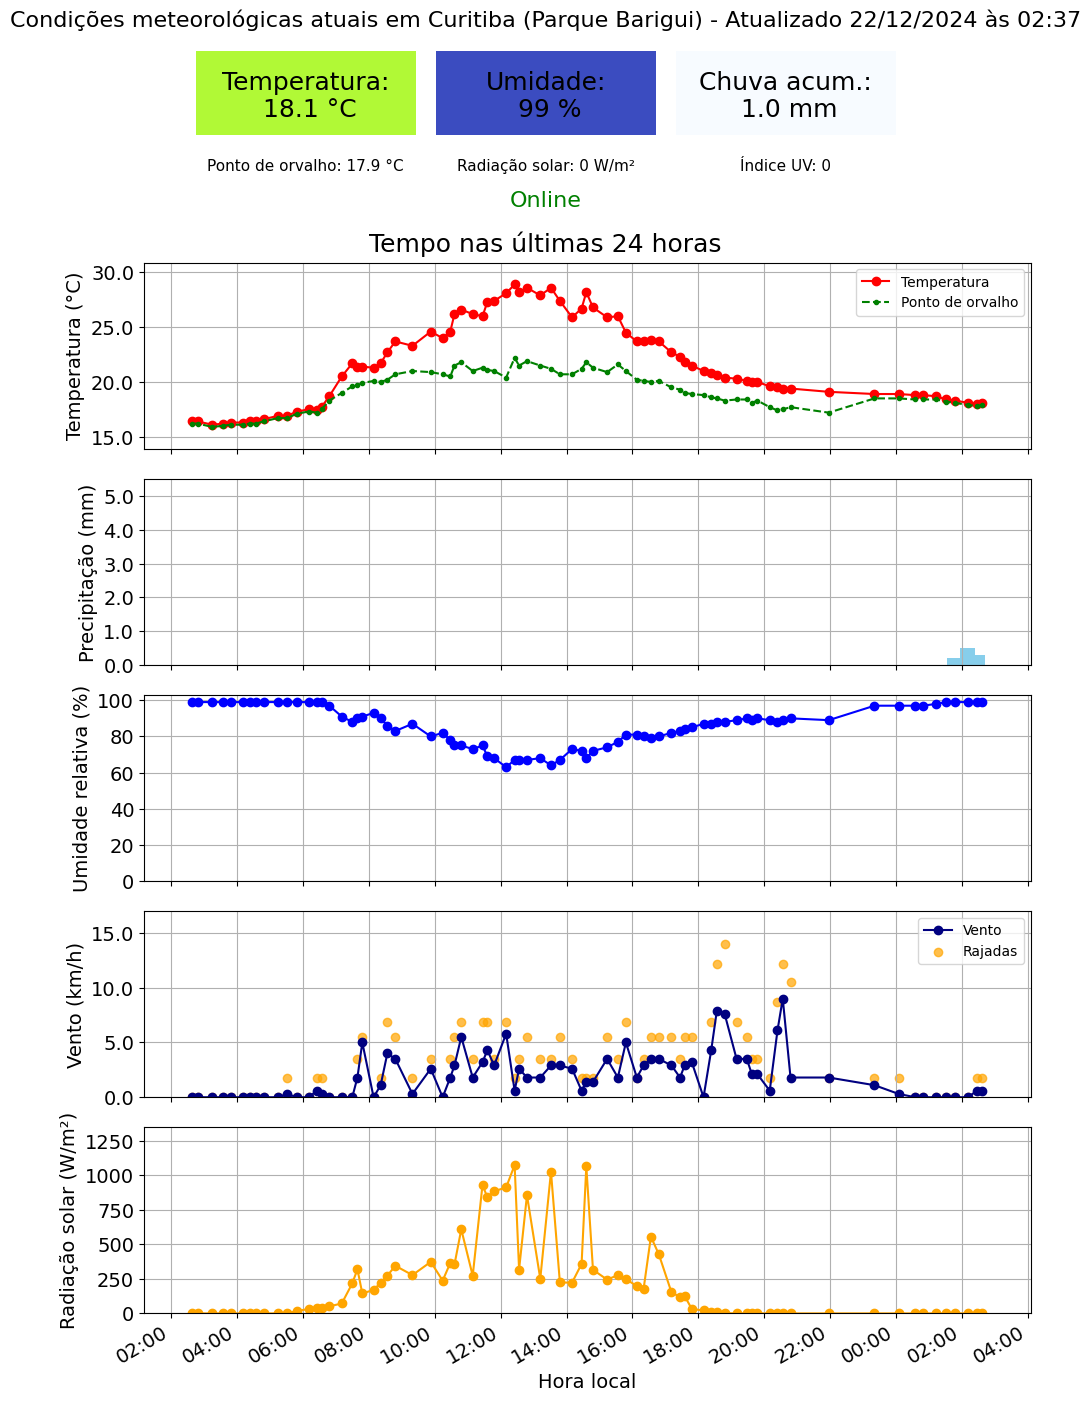 Condições meteorológicas atuais em Curitiba (Parque Barigui) - Atualizado 22/12/2024 às 02:37
Temperatura:
18.1 °C
Umidade:
99 %
Chuva acum.:
1.0 mm
Ponto de orvalho: 17.9 °C
Radiação solar: 0 W/m²
Índice UV: 0
Online
Tempo nas últimas 24 horas
Temperatura (°C)
30.0
25.0
20.0
15.0
Temperatura
Ponto de orvalho
Precipitação (mm)
5.0
4.0
3.0
2.0
1.0
0.0
Umidade relativa (%)
100
80
60
40
20
0
Vento (km/h)
15.0
10.0
5.0
0.0
Vento
Rajadas
Radiação solar (W/m²)
1250
1000
750
500
250
0
02:00
04:00
06:00
08:00
10:00
12:00
14:00
16:00
18:00
20:00
22:00
00:00
02:00
04:00
Hora local